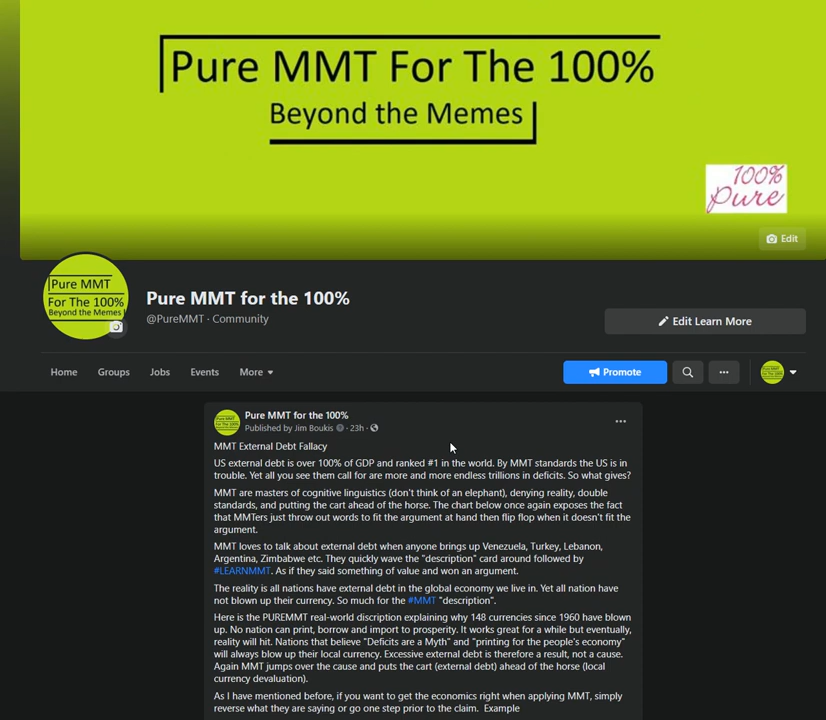 Pure MMT For The 100%
Beyond the Memes
100%
pure
Edit
Pure MMT
For The 100%
Beyond the Memes
Pure MMT for the 100%
@PureMMT · Community
Edit Learn More
Home Groups Jobs Events More
Promote
Pure MMT for the 100%
Published by Jim Boukis · 23h ·
MMT External Debt Fallacy
US external debt is over 100% of GDP and ranked #1 in the world. By MMT standards the US is in
trouble. Yet all you see them call for are more and more endless trillions in deficits. So what gives?
MMT are masters of cognitive linguistics (don't think of an elephant), denying reality, double
standards, and putting the cart ahead of the horse. The chart below once again exposes the fact
that MMTers just throw out words to fit the argument at hand then flip flop when it doesn't fit the
argument.
MMT loves to talk about external debt when anyone brings up Venezuela, Turkey, Lebanon,
Argentina, Zimbabwe etc. They quickly wave the "description" card around followed by
#LEARNMMT. As if they said something of value and won an argument.
The reality is all nations have external debt in the global economy we live in. Yet all nation have
not blown up their currency. So much for the #MMT "description".
Here is the PUREMMT real-world discription explaining why 148 currencies since 1960 have blown
up. No nation can print, borrow and import to prosperity. It works great for a while but eventually,
reality will hit. Nations that believe "Deficits are a Myth" and "printing for the people's economy"
will always blow up their local currency. Excessive external debt is therefore a result, not a cause.
Again MMT jumps over the cause and puts the cart (external debt) ahead of the horse (local
currency devaluation).
As I have mentioned before, if you want to get the economics right when applying MMT, simply
reverse what they are saying or go one step prior to the claim. Example